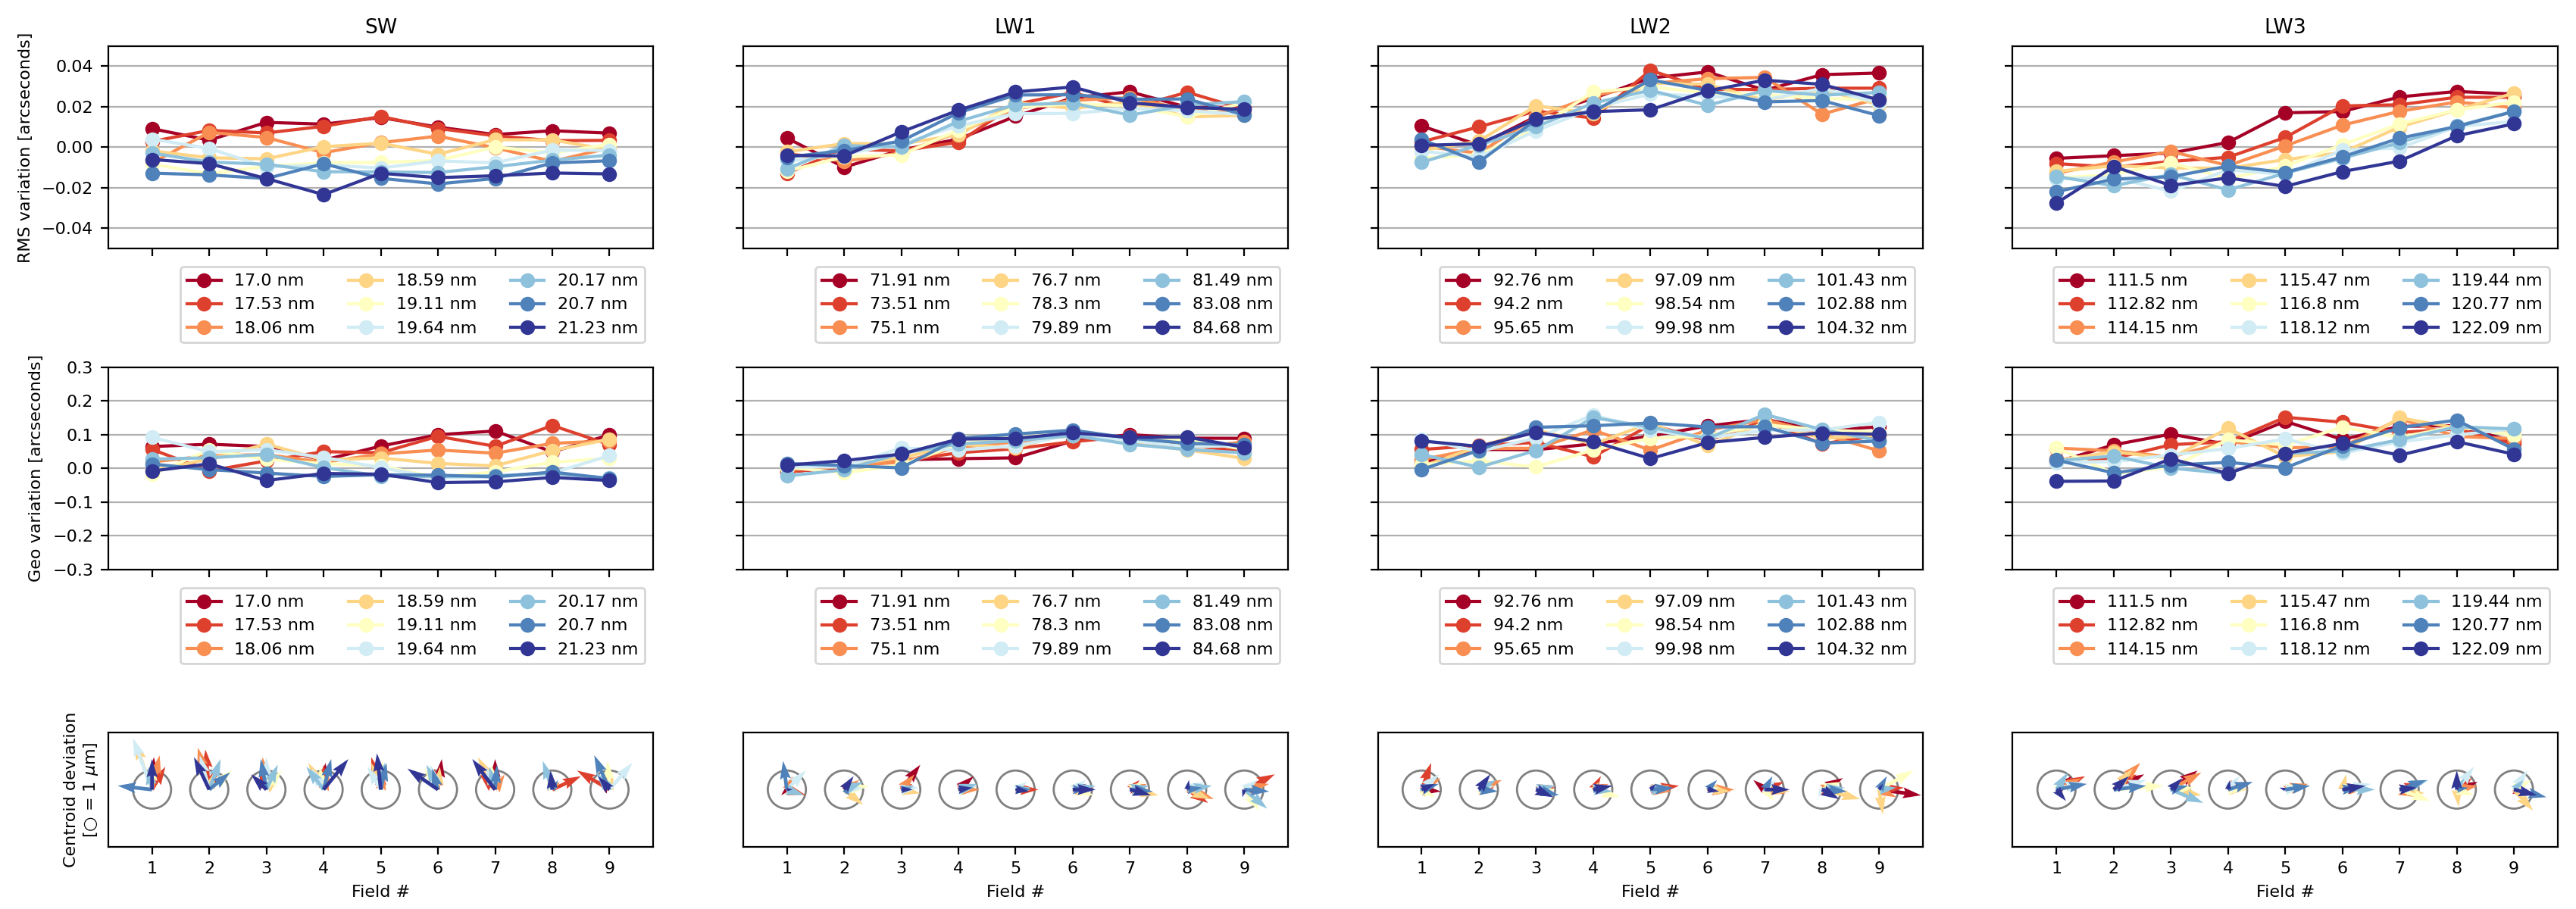 SW
LW1
LW2
LW3
RMS variation [arcseconds]
0.04
0.02
0.00
−0.02
−0.04
17.0 nm 18.59 nm 20.17 nm
17.53 nm 19.11 nm 20.7 nm
18.06 nm 19.64 nm 21.23 nm
71.91 nm 76.7 nm 81.49 nm
73.51 nm 78.3 nm 83.08 nm
75.1 nm 79.89 nm 84.68 nm
92.76 nm 97.09 nm 101.43 nm
94.2 nm 98.54 nm 102.88 nm
95.65 nm 99.98 nm 104.32 nm
111.5 nm 115.47 nm 119.44 nm
112.82 nm 116.8 nm 120.77 nm
114.15 nm 118.12 nm 122.09 nm
Geo variation [arcseconds]
0.3
0.2
0.1
0.0
−0.1
−0.2
−0.3
17.0 nm 18.59 nm 20.17 nm
17.53 nm 19.11 nm 20.7 nm
18.06 nm 19.64 nm 21.23 nm
71.91 nm 76.7 nm 81.49 nm
73.51 nm 78.3 nm 83.08 nm
75.1 nm 79.89 nm 84.68 nm
92.76 nm 97.09 nm 101.43 nm
94.2 nm 98.54 nm 102.88 nm
95.65 nm 99.98 nm 104.32 nm
111.5 nm 115.47 nm 119.44 nm
112.82 nm 116.8 nm 120.77 nm
114.15 nm 118.12 nm 122.09 nm
Centroid deviation
[○ = 1 μm]
1 2 3 4 5 6 7 8 9
Field #
1 2 3 4 5 6 7 8 9
Field #
1 2 3 4 5 6 7 8 9
Field #
1 2 3 4 5 6 7 8 9
Field #